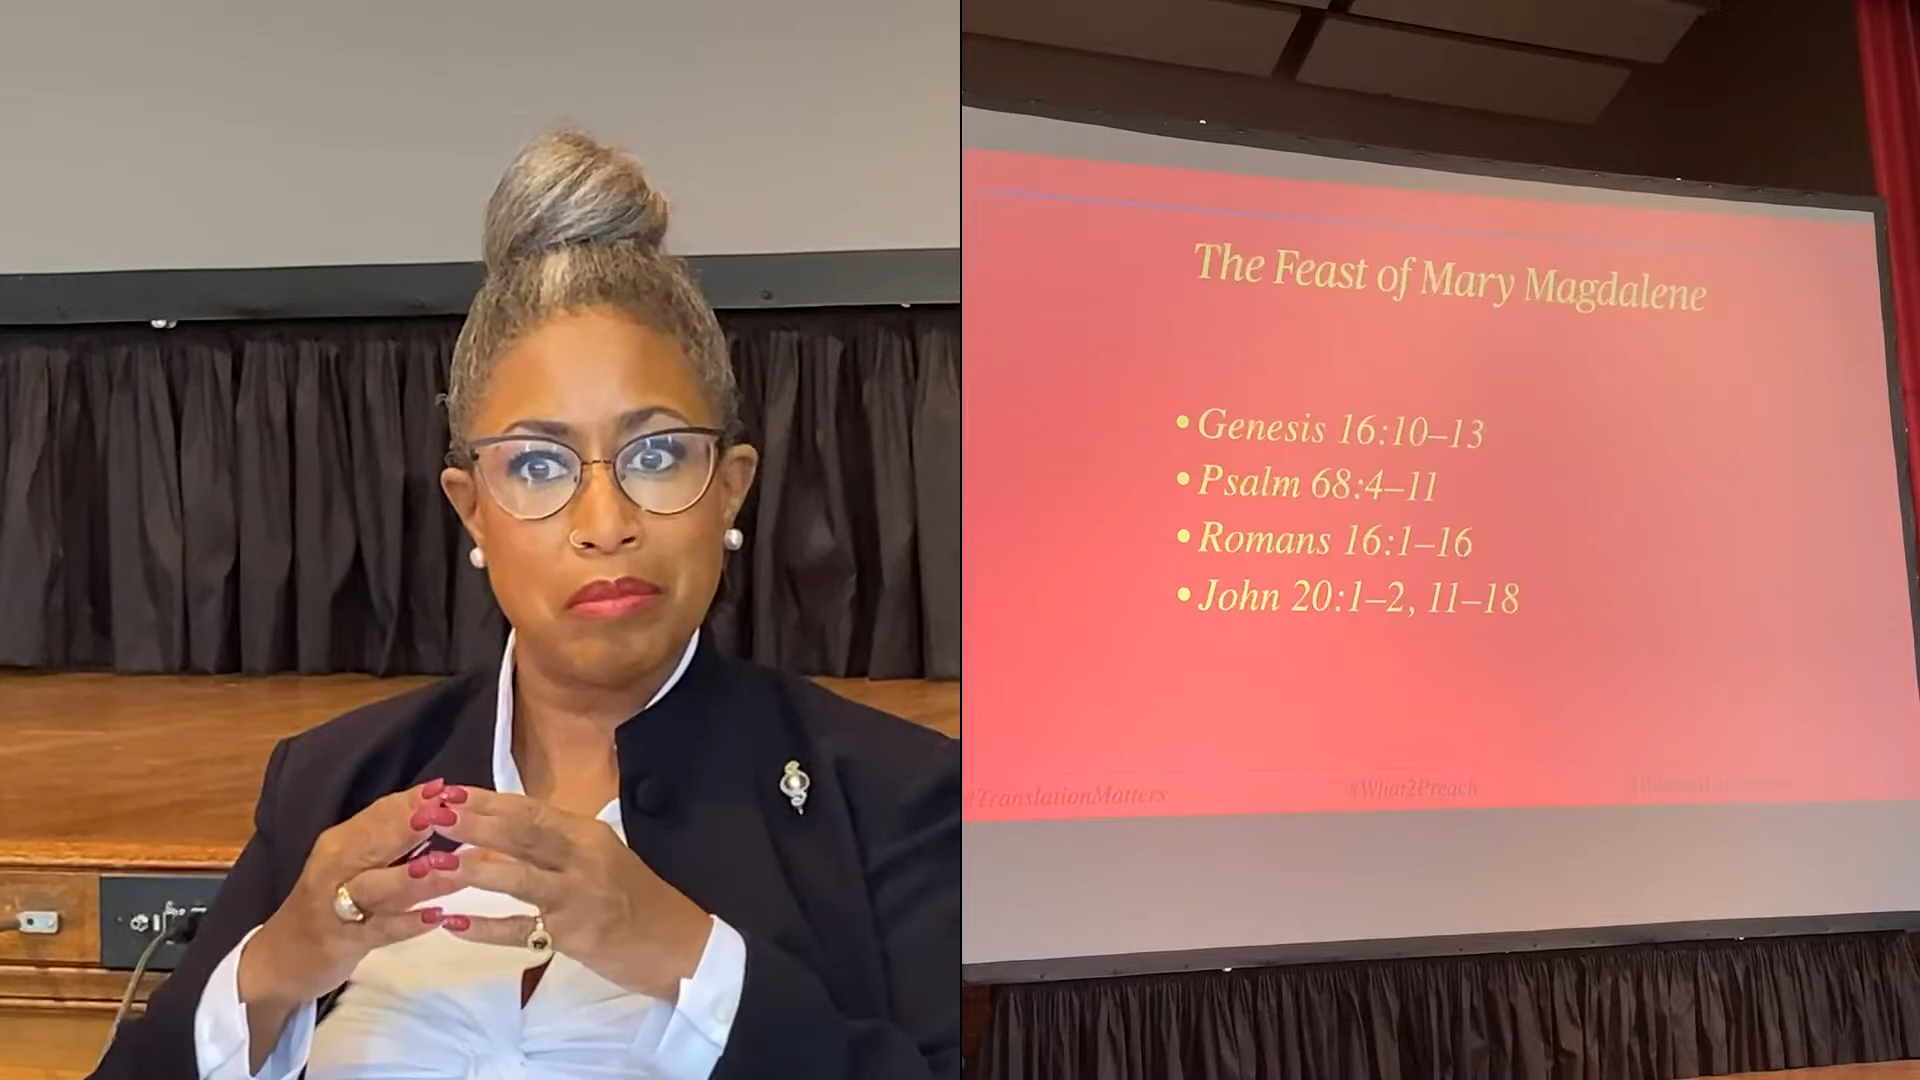 The Feast of Mary Magdalene
• Genesis 16:10–13
• Psalm 68:4–11
• Romans 16:1–16
• John 20:1–2, 11–18
#TranslationMatters #What2Preach